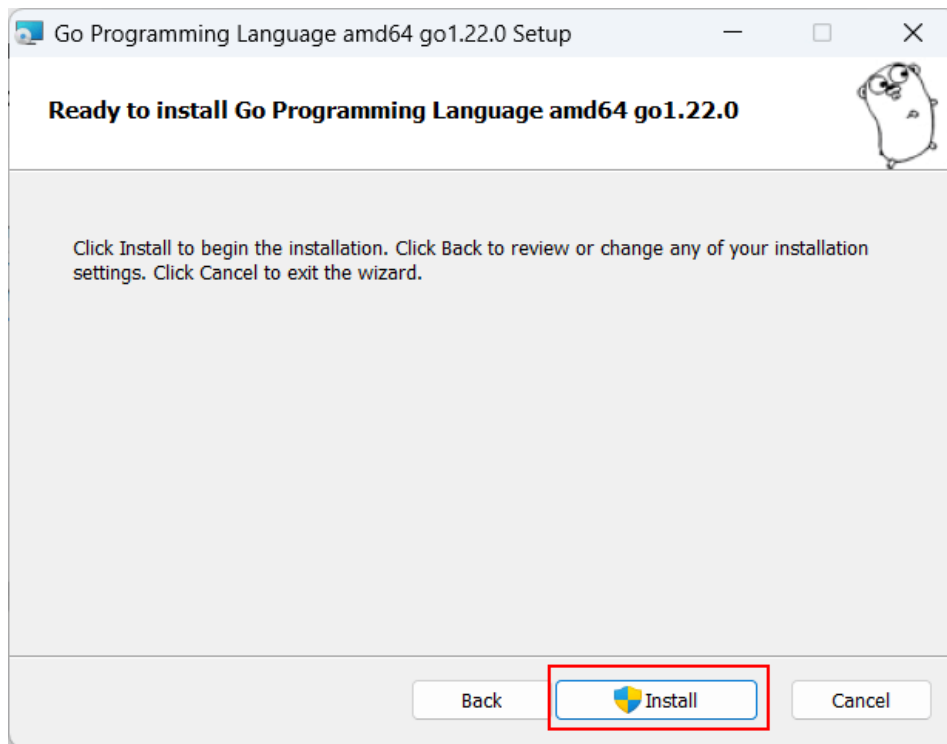 Go Programming Language amd64 go1.22.0 Setup
Ready to install Go Programming Language amd64 go1.22.0
Click Install to begin the installation. Click Back to review or change any of your installation
settings. Click Cancel to exit the wizard.
Back Install Cancel